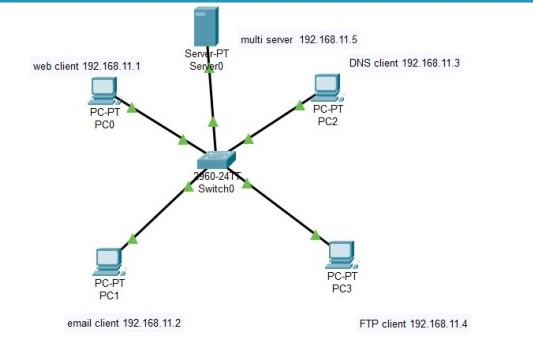 multi server 192.168.11.5
Server-PT
Server0
web client 192.168.11.1
DNS client 192.168.11.3
PC-PT
PC0
PC-PT
PC2
2960-24TT
Switch0
PC-PT
PC1
PC-PT
PC3
email client 192.168.11.2
FTP client 192.168.11.4